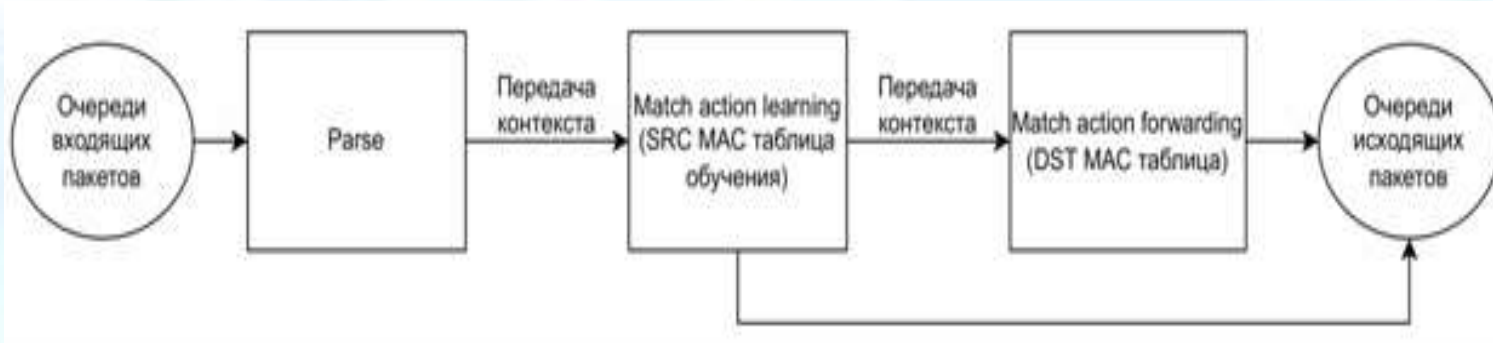 Очереди
входящих
пакетов
Parse
Передача
контекста
Match action learning
(SRC MAC таблица
обучения)
Передача
контекста
Match action forwarding
(DST MAC таблица)
Очереди
исходящих
пакетов